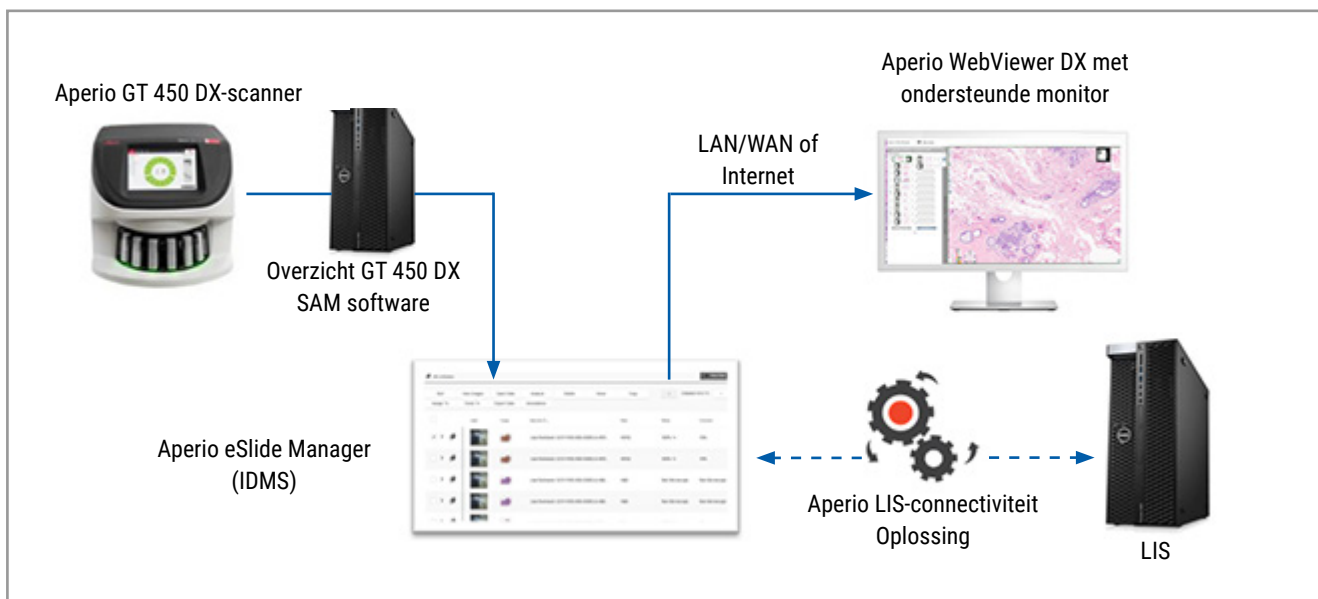 Aperio GT 450 DX-scanner
Overzicht GT 450 DX
SAM software
LAN/WAN of
Internet
Aperio WebViewer DX met
ondersteunde monitor
Aperio eSlide Manager
(IDMS)
Aperio LIS-connectiviteit
Oplossing
LIS